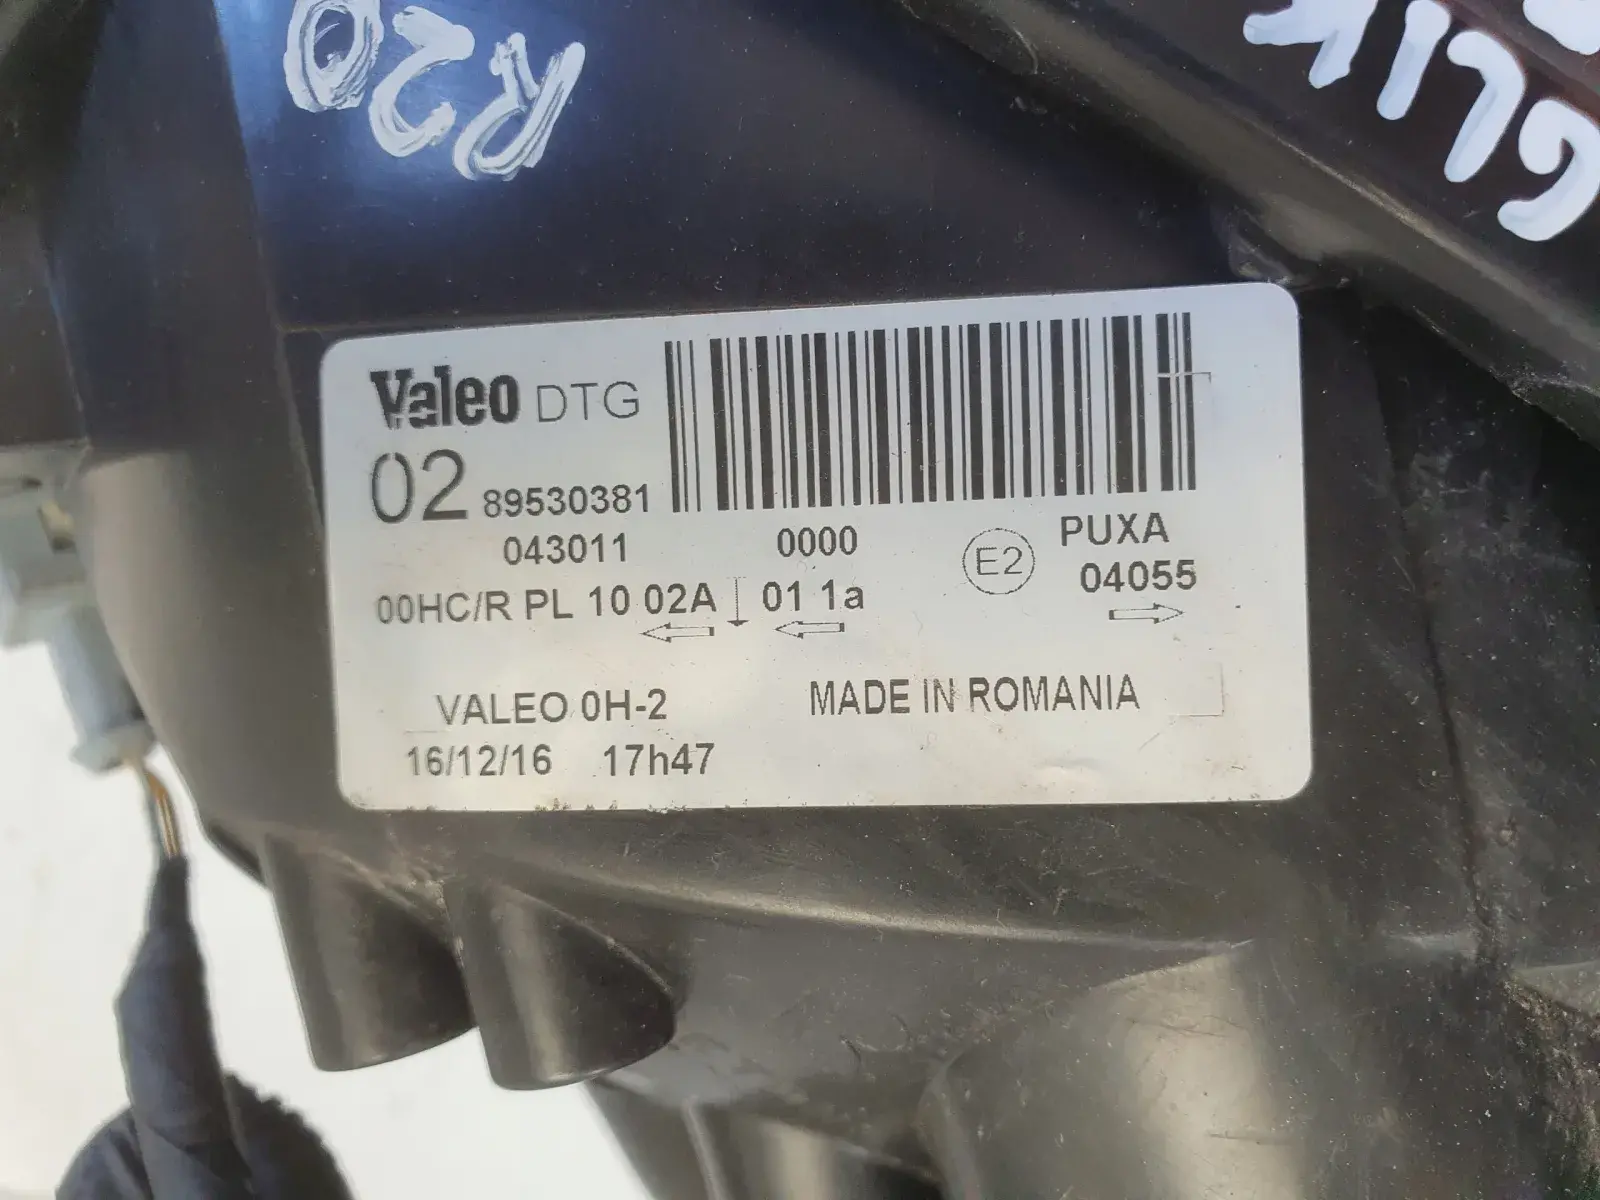 R20
GLIK
Valeo DTG
02 89530381
043011 0000
00HC/R PL 10 02A 01 1a
E2
PUXA
04055
VALEO 0H-2 MADE IN ROMANIA
16/12/16 17h47